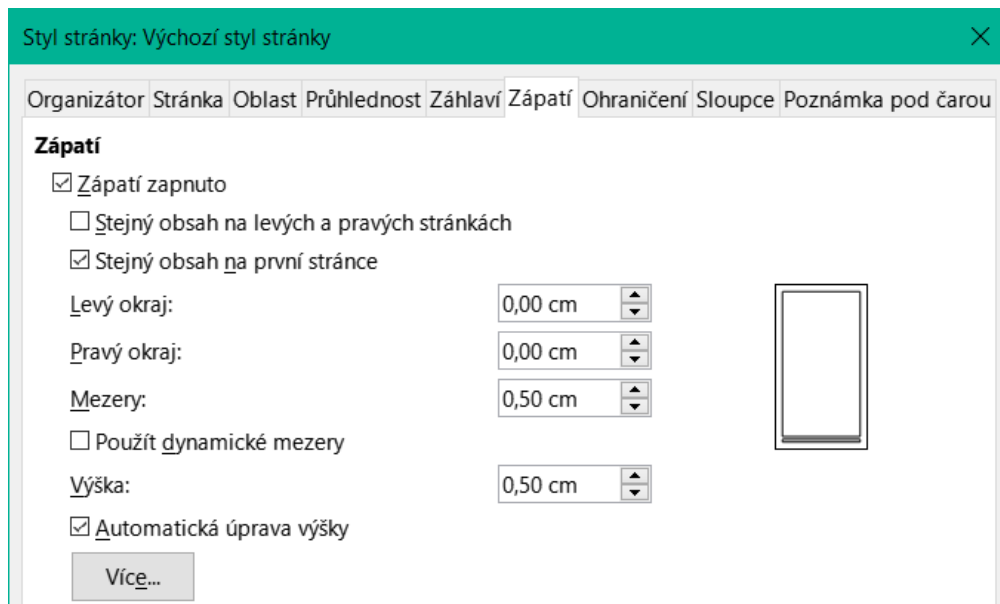 Styl stránky: Výchozí styl stránky
Organizátor Stránka Oblast Průhlednost Záhlaví Zápatí Ohraničení Sloupce Poznámka pod čarou
Zápatí
Zápatí zapnuto
Stejný obsah na levých a pravých stránkách
Stejný obsah na první stránce
Levý okraj: 0,00 cm
Pravý okraj: 0,00 cm
Mezery: 0,50 cm
Použít dynamické mezery
Výška: 0,50 cm
Automatická úprava výšky
Více...